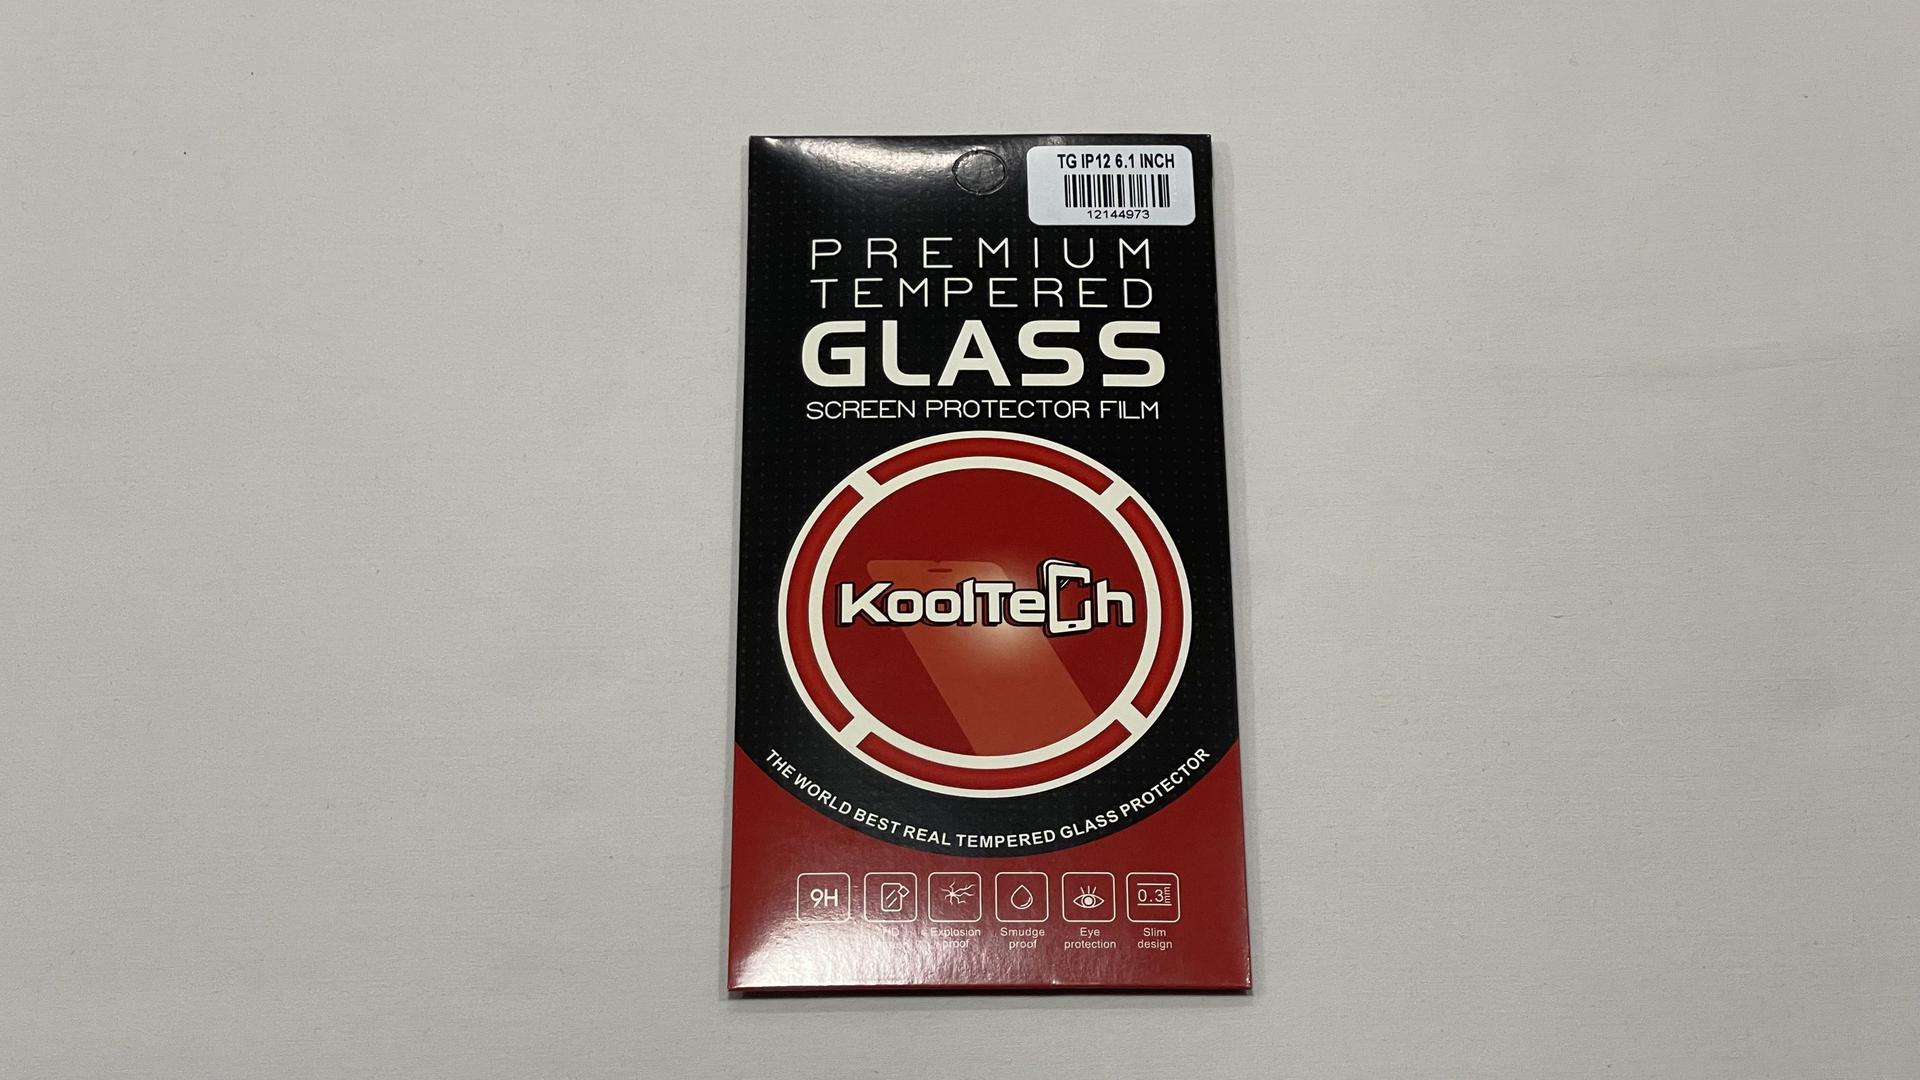 TG IP12 6.1 INCH
12144973
PREMIUM
TEMPERED
GLASS
SCREEN PROTECTOR FILM
KoolTech
THE WORLD BEST REAL TEMPERED GLASS PROTECTOR
9H
0.3
HD
Explosion
proof
Smudge
proof
Eye
protection
Slim
design